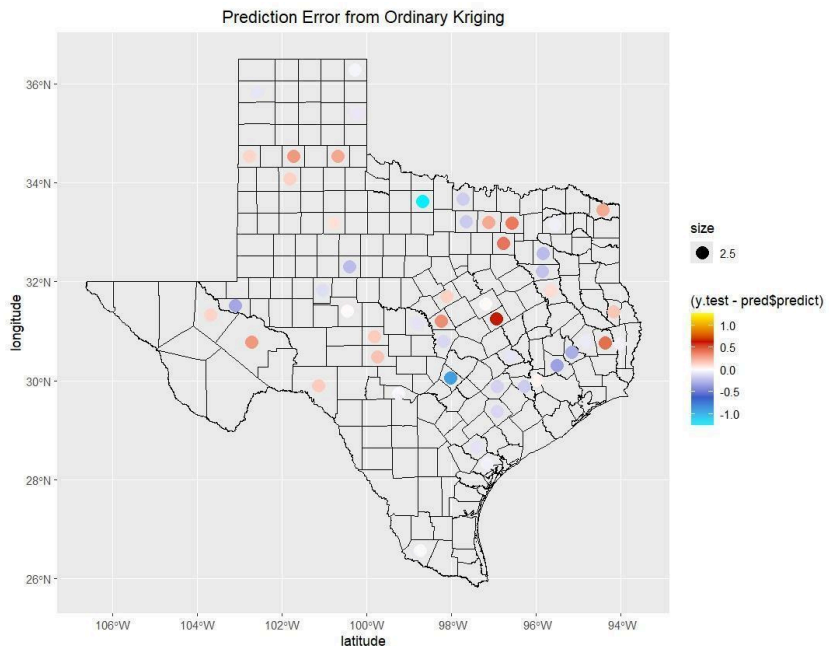 Prediction Error from Ordinary Kriging
36°N
34°N
32°N
30°N
28°N
26°N
longitude
106°W
104°W
102°W
100°W
98°W
96°W
94°W
latitude
size
2.5
(y.test - pred$predict)
1.0
0.5
0.0
-0.5
-1.0